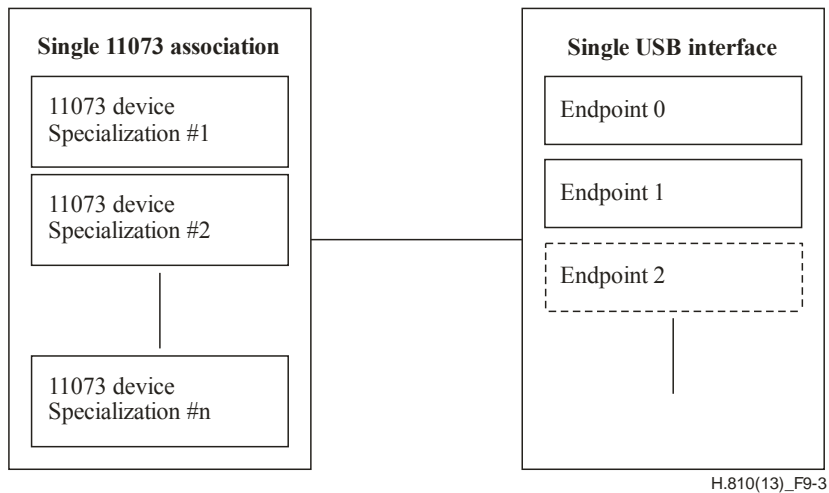 Single 11073 association
11073 device
Specialization #1
11073 device
Specialization #2
11073 device
Specialization #n
Single USB interface
Endpoint 0
Endpoint 1
Endpoint 2
H.810(13)_F9-3